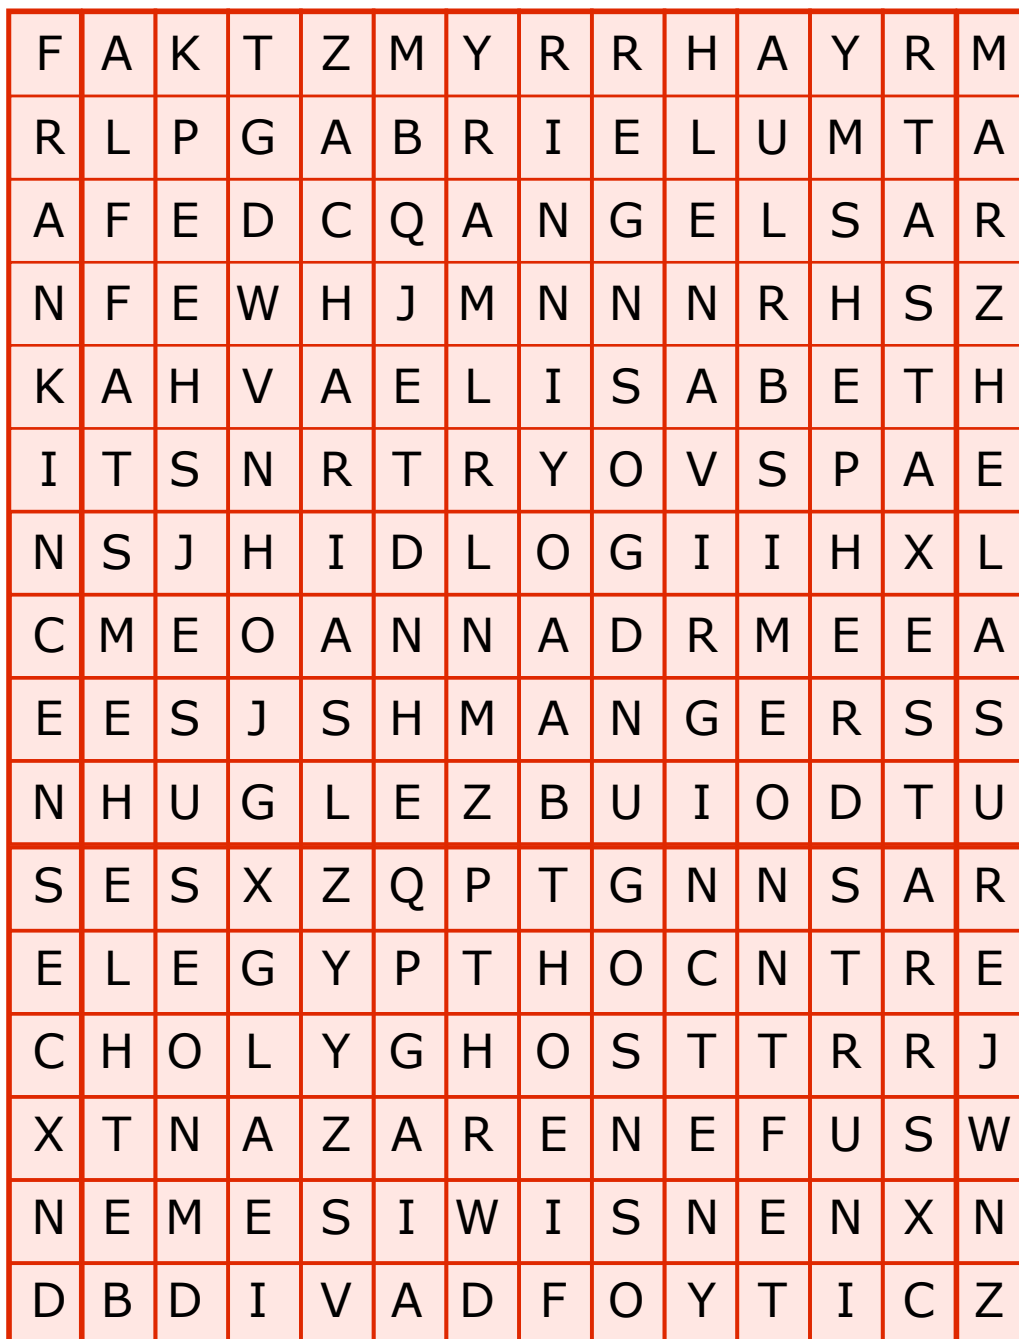 F A K T Z M Y R R H A Y R M
R L P G A B R I E L U M T A
A F E D C Q A N G E L S A R
N F E W H J M N N N R H S Z
K A H V A E L I S A B E T H
I T S N R T R Y O V S P A E
N S J H I D L O G I I H X L
C M E O A N N A D R M E E A
E E S J S H M A N G E R S S
N H U G L E Z B U I O D T U
S E S X Z Q P T G N N S A R
E L E G Y P T H O C N T R E
C H O L Y G H O S T T R R J
X T N A Z A R E N E F U S W
N E M E S I W I S N E N X N
D B D I V A D F O Y T I C Z